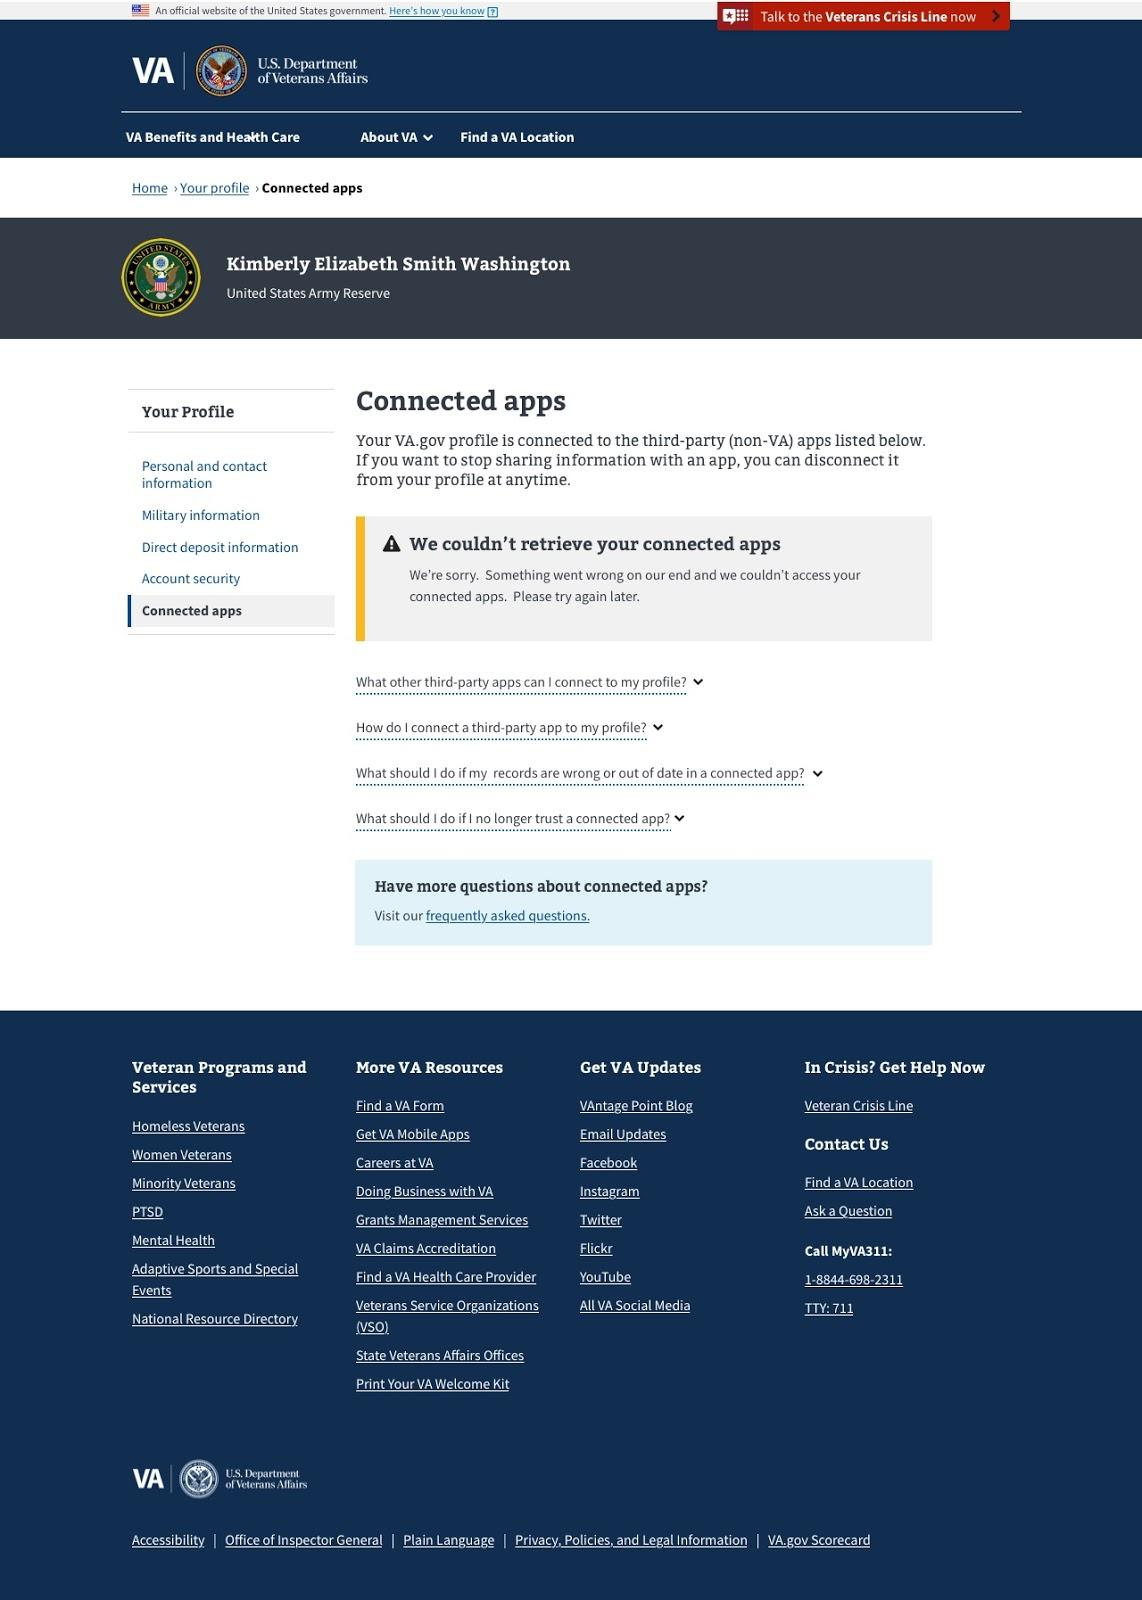 An official website of the United States government. Here's how you know
Talk to the Veterans Crisis Line now
VA
U.S. Department
of Veterans Affairs
VA Benefits and Health Care
About VA
Find a VA Location
Home › Your profile › Connected apps
UNITED STATES
ARMY
Kimberly Elizabeth Smith Washington
United States Army Reserve
Your Profile
Personal and contact
information
Military information
Direct deposit information
Account security
Connected apps
Connected apps
Your VA.gov profile is connected to the third-party (non-VA) apps listed below.
If you want to stop sharing information with an app, you can disconnect it
from your profile at anytime.
We couldn't retrieve your connected apps
We're sorry. Something went wrong on our end and we couldn't access your
connected apps. Please try again later.
What other third-party apps can I connect to my profile?
How do I connect a third-party app to my profile?
What should I do if my records are wrong or out of date in a connected app?
What should I do if I no longer trust a connected app?
Have more questions about connected apps?
Visit our frequently asked questions.
Veteran Programs and
Services
Homeless Veterans
Women Veterans
Minority Veterans
PTSD
Mental Health
Adaptive Sports and Special
Events
National Resource Directory
More VA Resources
Find a VA Form
Get VA Mobile Apps
Careers at VA
Doing Business with VA
Grants Management Services
VA Claims Accreditation
Find a VA Health Care Provider
Veterans Service Organizations
(VSO)
State Veterans Affairs Offices
Print Your VA Welcome Kit
Get VA Updates
VAntage Point Blog
Email Updates
Facebook
Instagram
Twitter
Flickr
YouTube
All VA Social Media
In Crisis? Get Help Now
Veteran Crisis Line
Contact Us
Find a VA Location
Ask a Question
Call MyVA311:
1-8844-698-2311
TTY: 711
VA
U.S. Department
of Veterans Affairs
Accessibility | Office of Inspector General | Plain Language | Privacy, Policies, and Legal Information | VA.gov Scorecard